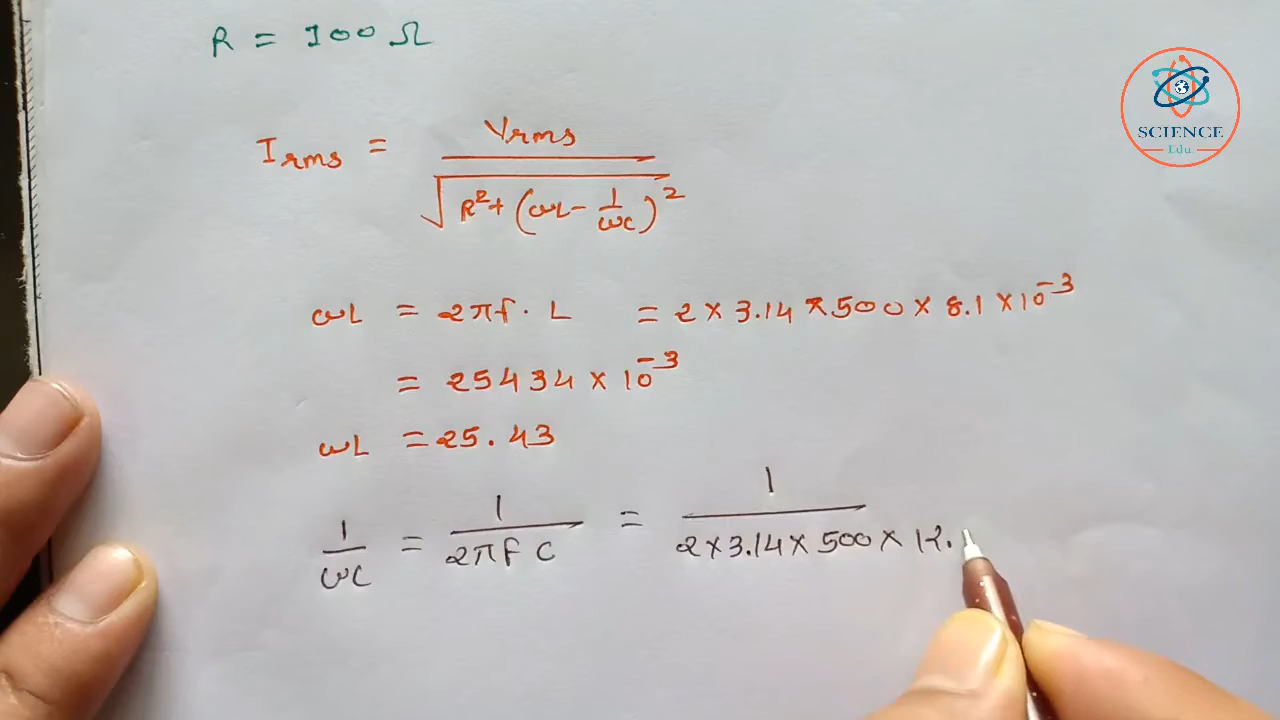 R = 100 Ω
SCIENCE
Edu.
Irms = Vrms / √(R² + (ωL - 1/ωC)²)
ωL = 2πf · L = 2 × 3.14 × 500 × 8.1 × 10⁻³
= 25434 × 10⁻³
ωL = 25.43
1/ωC = 1/2πf C = 1/2 × 3.14 × 500 × 12.